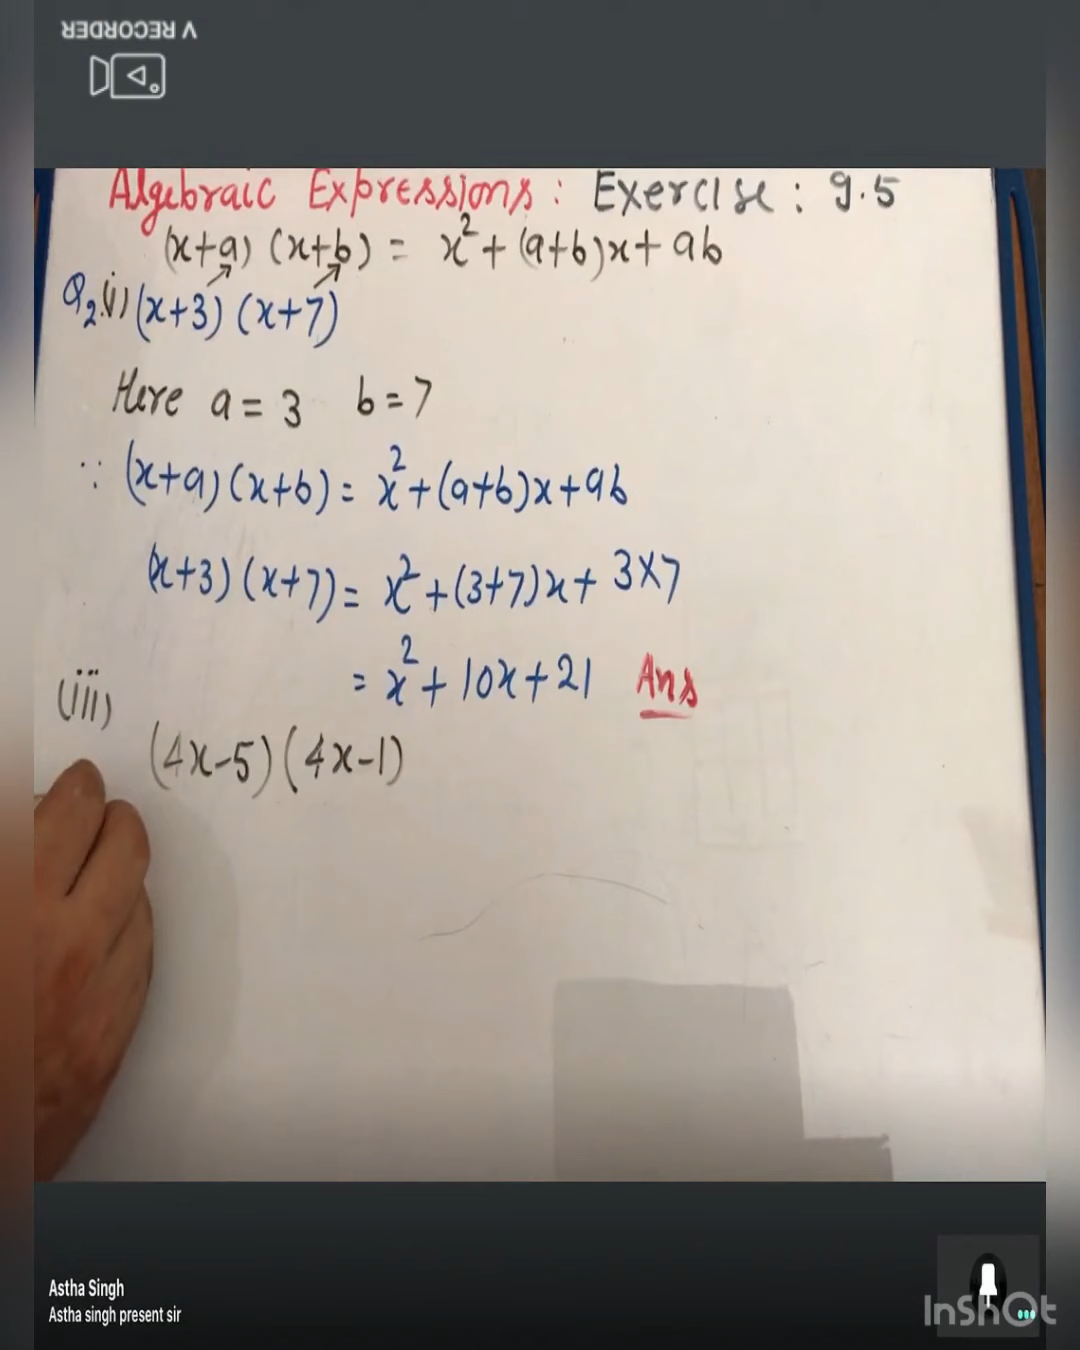 V RECORDER
Algebraic Expressions: Exercise: 9.5
(x+a) (x+b) = x²+(a+b)x+ab
Q2.(i) (x+3) (x+7)
Here a = 3 b = 7
∵ (x+a)(x+b) = x²+(a+b)x+ab
(x+3)(x+7) = x²+(3+7)x+ 3×7
= x²+10x+21 Ans
(iii)
(4x-5)(4x-1)
Astha Singh
Astha singh present sir
InShOt